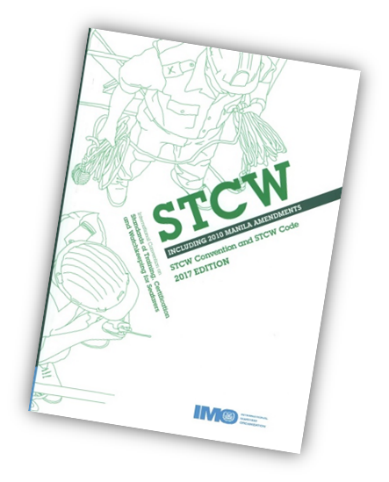 STCW
INCLUDING 2010 MANILA AMENDMENTS
STCW Convention and STCW Code
2017 EDITION
Standards of Training, Certification
and Watchkeeping for Seafarers
IMO